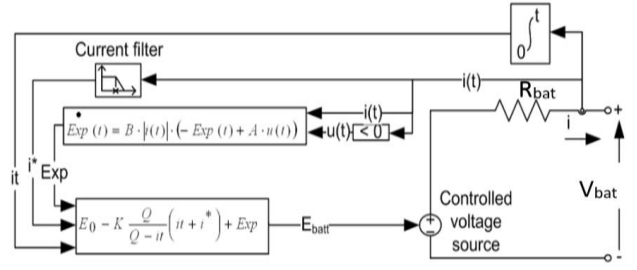 t
∫
0
Current filter
i(t)
R_bat
+
i
Exp (t) = B · |i(t)| · (− Exp (t) + A · u(t))
i(t)
u(t)
< 0
it
i*
Exp
V_bat
E_0 − K Q / (Q − it) (it + i*) + Exp
E_batt
+
-
Controlled
voltage
source
-